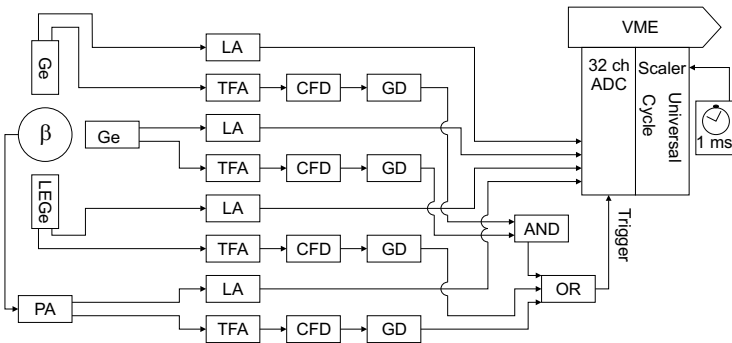 VME
Ge
LA
32 ch
ADC
Scaler
Universal
Cycle
TFA
CFD
GD
1 ms
β
Ge
LA
TFA
CFD
GD
LEGe
LA
AND
Trigger
TFA
CFD
GD
PA
LA
OR
TFA
CFD
GD